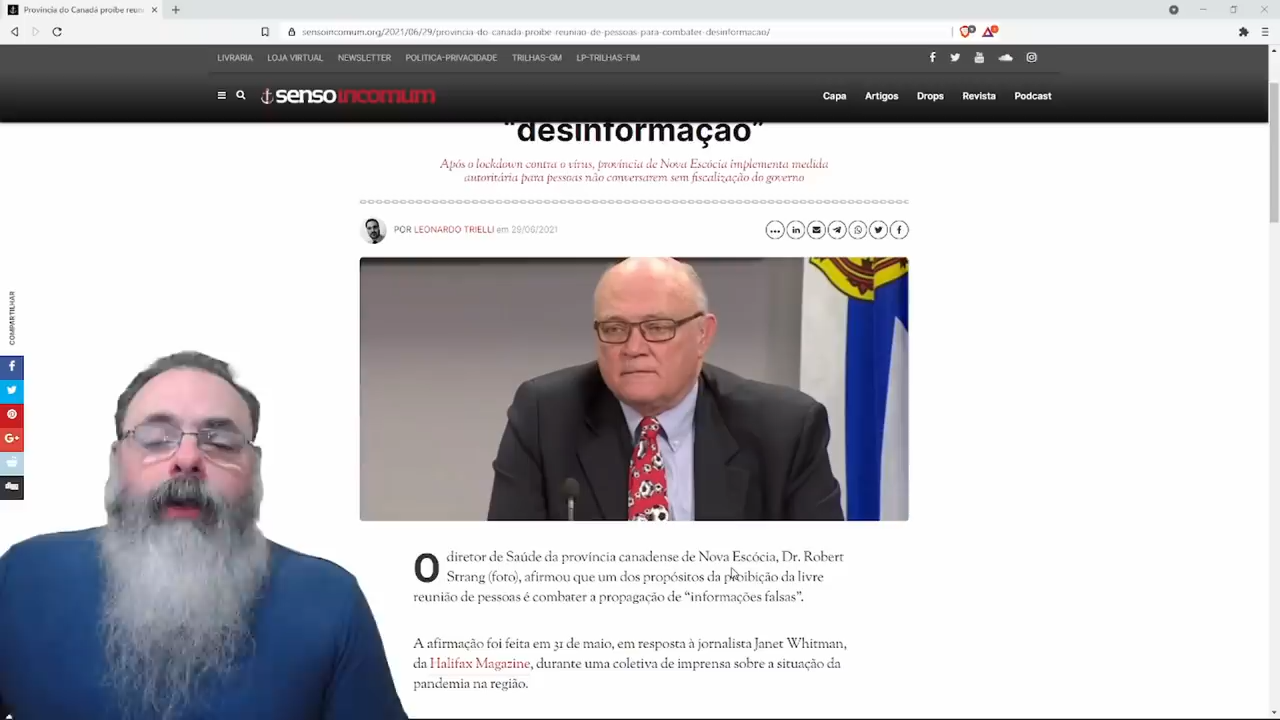 Província do Canadá proíbe reun
sensoincomum.org/2021/06/29/provincia-do-canada-proibe-reuniao-de-pessoas-para-combater-desinformacao/
LIVRARIA LOJA VIRTUAL NEWSLETTER POLITICA-PRIVACIDADE TRILHAS-GM LP-TRILHAS-FIM
sensoincomum
Capa Artigos Drops Revista Podcast
"desinformação"
Após o lockdown contra o vírus, província de Nova Escócia implementa medida
autoritária para pessoas não conversarem sem fiscalização do governo
POR LEONARDO TRIELLI em 29/06/2021
COMPARTILHAR
O diretor de Saúde da província canadense de Nova Escócia, Dr. Robert
Strang (foto), afirmou que um dos propósitos da proibição da livre
reunião de pessoas é combater a propagação de "informações falsas".
A afirmação foi feita em 31 de maio, em resposta à jornalista Janet Whitman,
da Halifax Magazine, durante uma coletiva de imprensa sobre a situação da
pandemia na região.